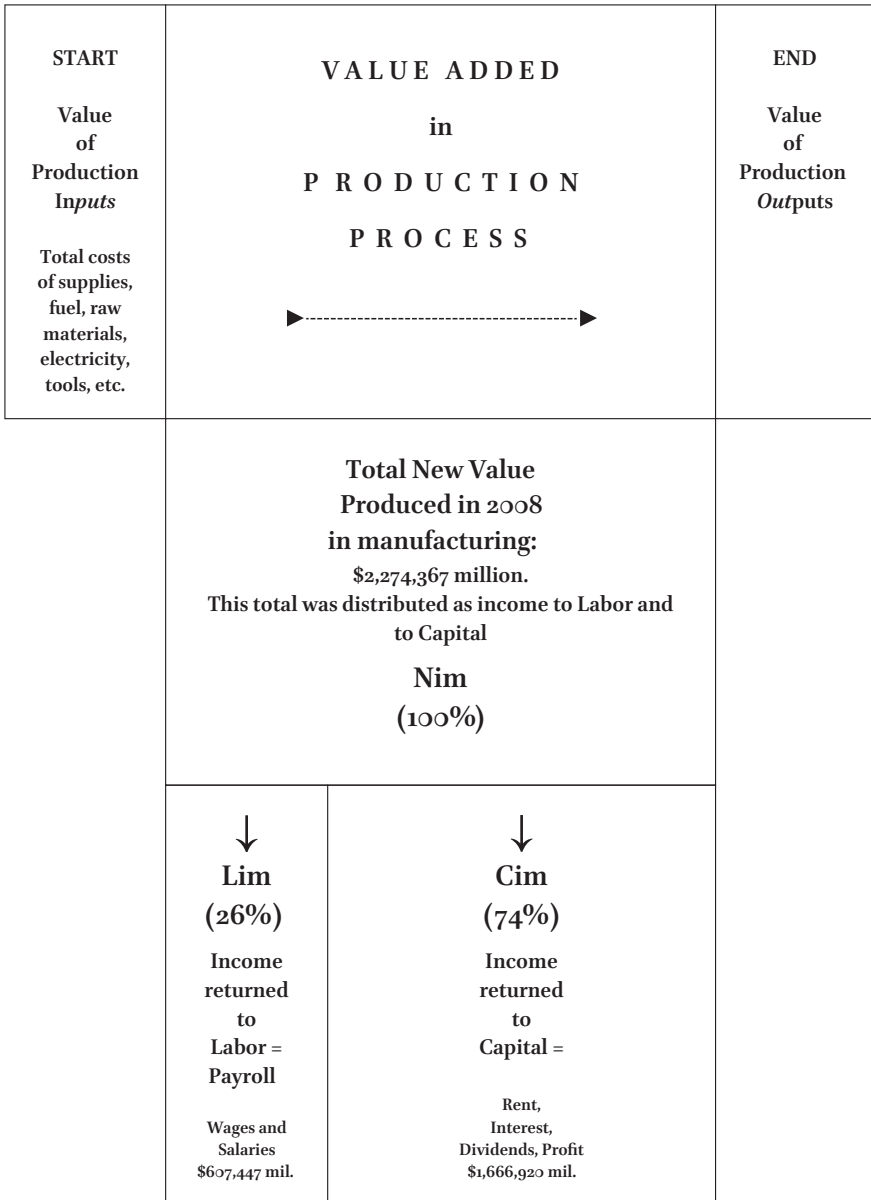 START
Value
of
Production
Inputs
Total costs
of supplies,
fuel, raw
materials,
electricity,
tools, etc.
VALUE ADDED
in
PRODUCTION
PROCESS
END
Value
of
Production
Outputs
Total New Value
Produced in 2008
in manufacturing:
$2,274,367 million.
This total was distributed as income to Labor and
to Capital
Nim
(100%)
↓
Lim
(26%)
Income
returned
to
Labor =
Payroll
Wages and
Salaries
$607,447 mil.
↓
Cim
(74%)
Income
returned
to
Capital =
Rent,
Interest,
Dividends, Profit
$1,666,920 mil.